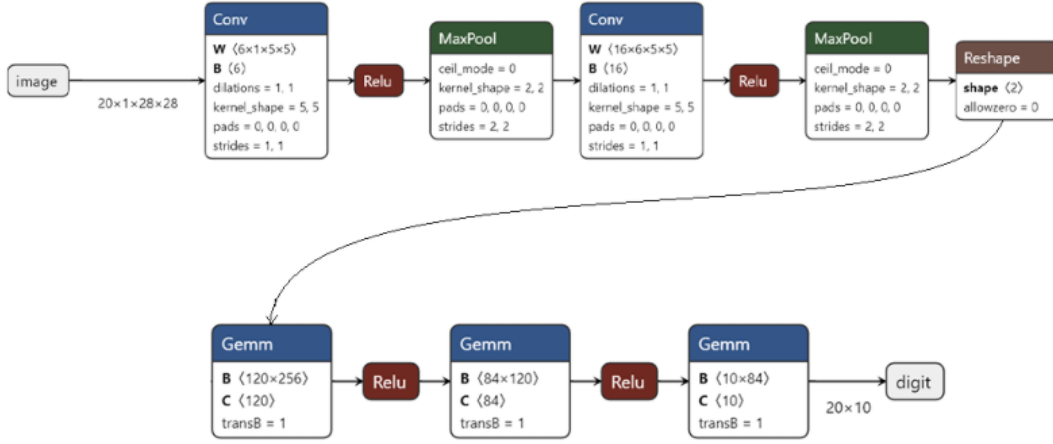 image
20×1×28×28
Conv
W ⟨6×1×5×5⟩
B ⟨6⟩
dilations = 1, 1
kernel_shape = 5, 5
pads = 0, 0, 0, 0
strides = 1, 1
Relu
MaxPool
ceil_mode = 0
kernel_shape = 2, 2
pads = 0, 0, 0, 0
strides = 2, 2
Conv
W ⟨16×6×5×5⟩
B ⟨16⟩
dilations = 1, 1
kernel_shape = 5, 5
pads = 0, 0, 0, 0
strides = 1, 1
Relu
MaxPool
ceil_mode = 0
kernel_shape = 2, 2
pads = 0, 0, 0, 0
strides = 2, 2
Reshape
shape ⟨2⟩
allowzero = 0
Gemm
B ⟨120×256⟩
C ⟨120⟩
transB = 1
Relu
Gemm
B ⟨84×120⟩
C ⟨84⟩
transB = 1
Relu
Gemm
B ⟨10×84⟩
C ⟨10⟩
transB = 1
20×10
digit